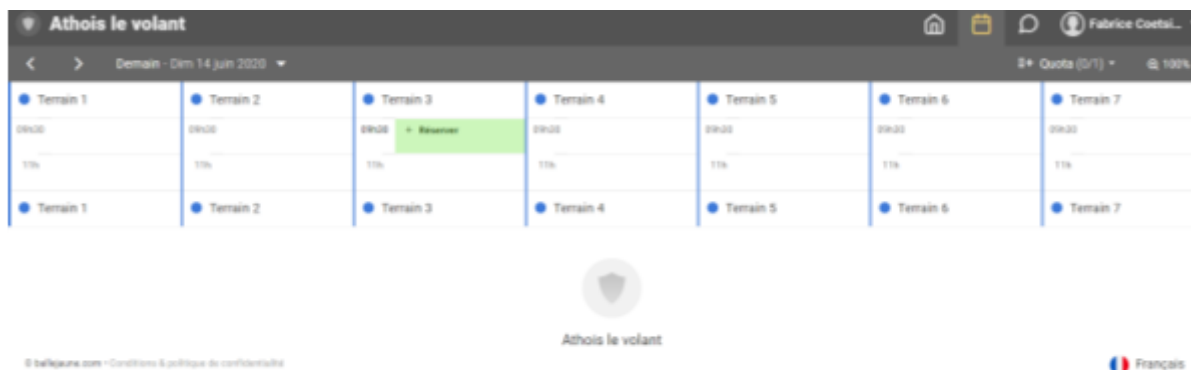 Athois le volant Fabrice Coetsi...
Demain - Dim 14 juin 2020 Quota (0/1) 100%
Terrain 1 Terrain 2 Terrain 3 Terrain 4 Terrain 5 Terrain 6 Terrain 7
09h30 09h30 09h30 + Réserver 09h30 09h30 09h30 09h30
11h 11h 11h 11h 11h 11h 11h
Terrain 1 Terrain 2 Terrain 3 Terrain 4 Terrain 5 Terrain 6 Terrain 7
Athois le volant
© ballejaune.com - Conditions & politique de confidentialité Français